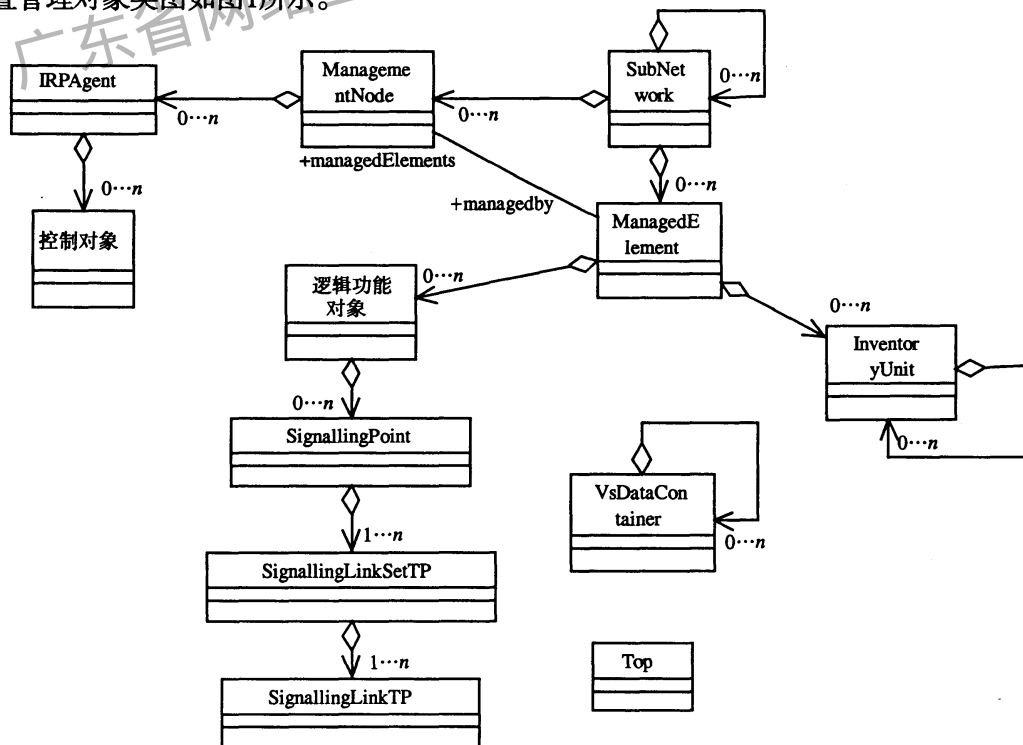 置管理对象类图如图1所示。
广东省网络
IRPAgent
0···n
控制对象
0···n
Manageme
ntNode
0···n
+managedElements
SubNet
work
0···n
0···n
+managedby
ManagedE
lement
0···n
逻辑功能
对象
0···n
SignallingPoint
1···n
SignallingLinkSetTP
1···n
SignallingLinkTP
0···n
Inventor
yUnit
0···n
VsDataCon
tainer
0···n
Top